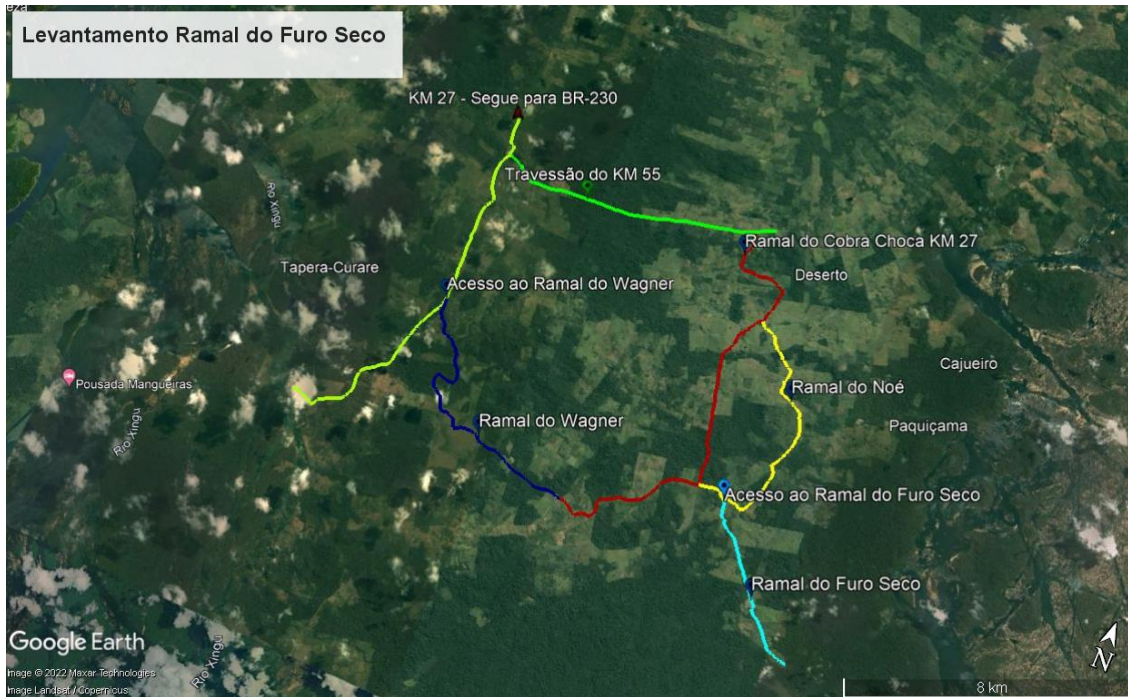 eza
Levantamento Ramal do Furo Seco
KM 27 - Segue para BR-230
Travessão do KM 55
Rio Xingu
Ramal do Cobra Choca KM 27
Tapera-Curare
Deserto
Acesso ao Ramal do Wagner
Cajueiro
Pousada Mangueiras
Ramal do Noé
Rio Xingu
Ramal do Wagner
Paquiçama
Acesso ao Ramal do Furo Seco
Ramal do Furo Seco
Google Earth
Rio Xingu
N
Image © 2022 Maxar Technologies
Image Landsat / Copernicus
8 km